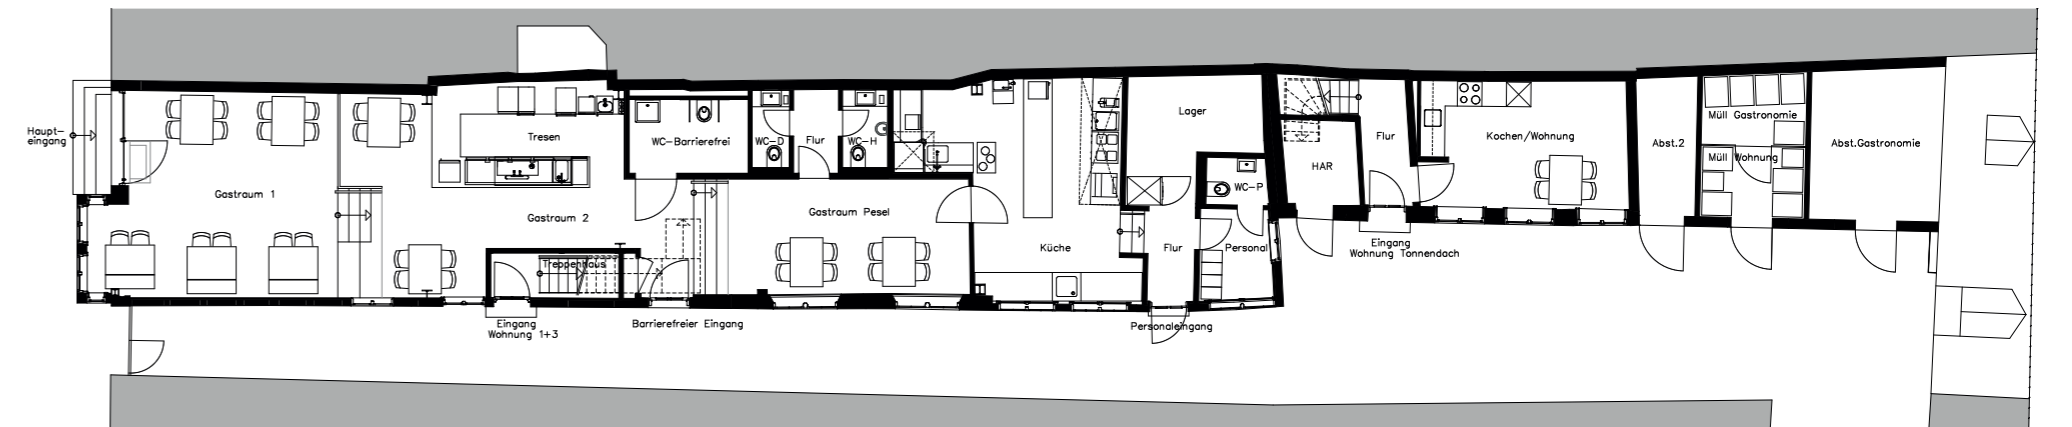 Haupt-
eingang
Gastraum 1
Tresen
Gastraum 2
Treppenhaus
Eingang
Wohnung 1+3
WC-Barrierefrei
Barrierefreier Eingang
WC-D
Flur
WC-H
Gastraum Pesel
Küche
Lager
WC-P
Flur
Personal
Personaleingang
HAR
Flur
Eingang
Wohnung Tonnendach
Kochen/Wohnung
Abst.2
Müll Gastronomie
Müll Wohnung
Abst.Gastronomie